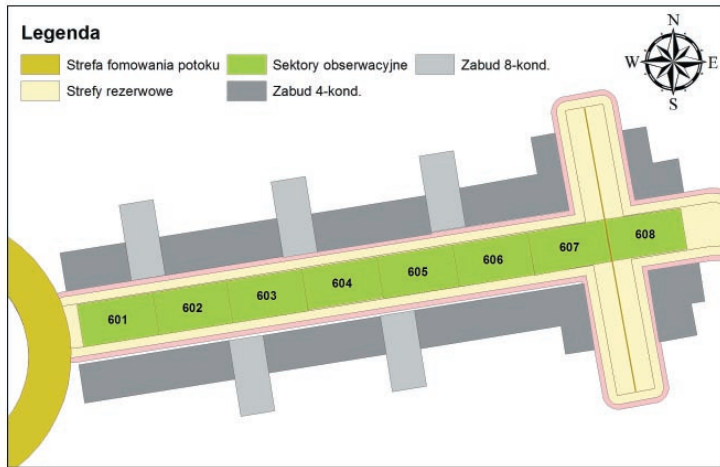 Legenda
Strefa fomowania potoku
Sektory obserwacyjne
Zabud 8-kond.
Strefy rezerwowe
Zabud 4-kond.
N
W E
S
601 602 603 604 605 606 607 608